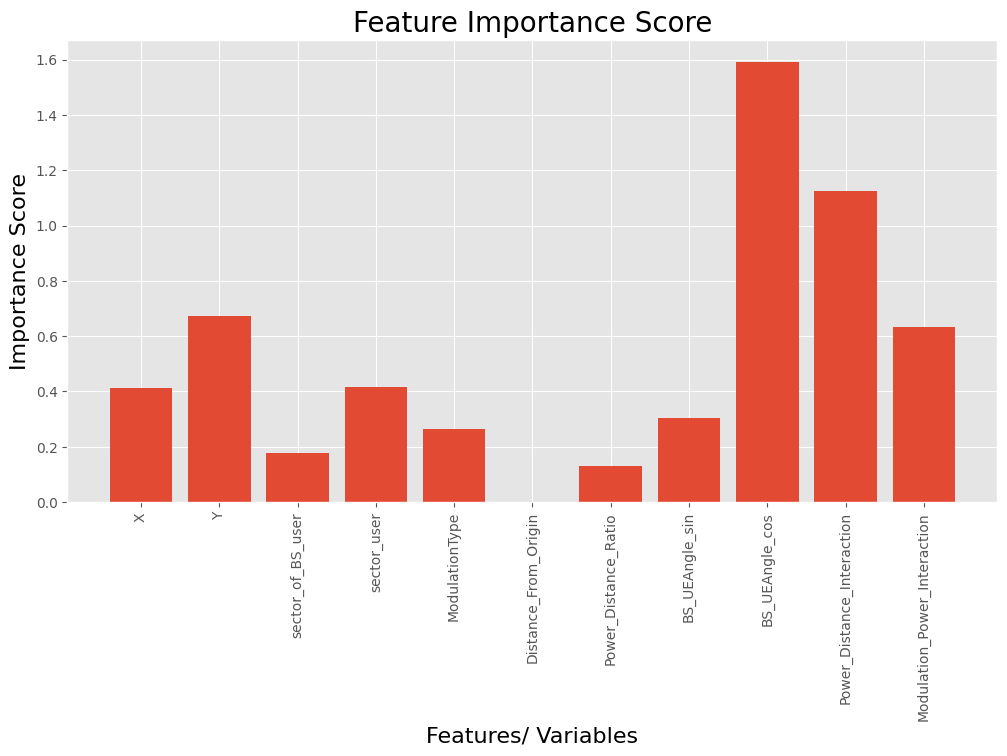 Feature Importance Score
Importance Score
1.6
1.4
1.2
1.0
0.8
0.6
0.4
0.2
0.0
X
Y
sector_of_BS_user
sector_user
ModulationType
Distance_From_Origin
Power_Distance_Ratio
BS_UEAngle_sin
BS_UEAngle_cos
Power_Distance_Interaction
Modulation_Power_Interaction
Features/ Variables